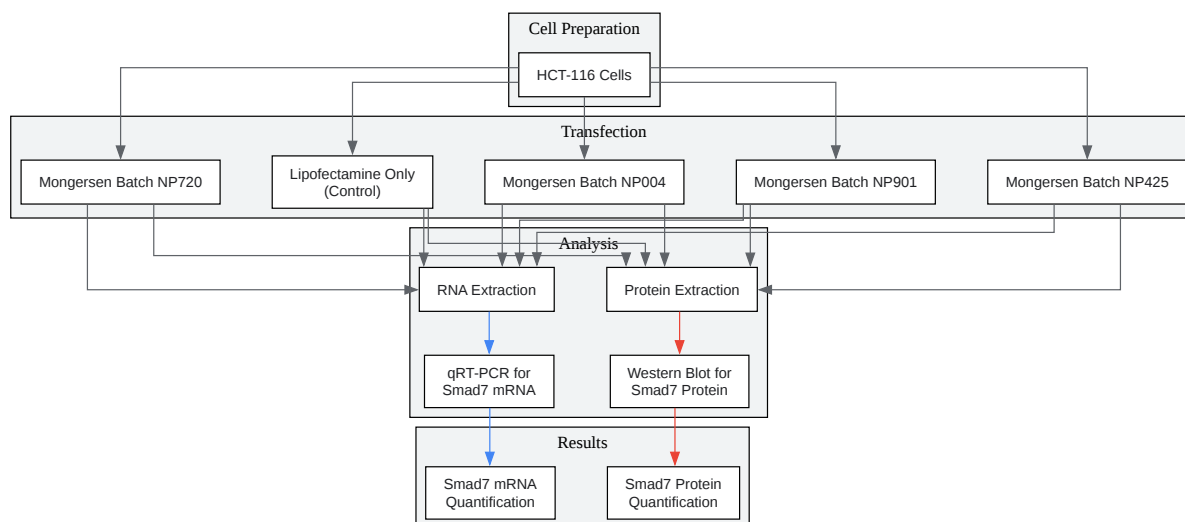 Cell Preparation
HCT-116 Cells
Transfection
Mongersen Batch NP720
Lipofectamine Only
(Control)
Mongersen Batch NP004
Mongersen Batch NP901
Mongersen Batch NP425
Analysis
RNA Extraction
Protein Extraction
qRT-PCR for
Smad7 mRNA
Western Blot for
Smad7 Protein
Results
Smad7 mRNA
Quantification
Smad7 Protein
Quantification